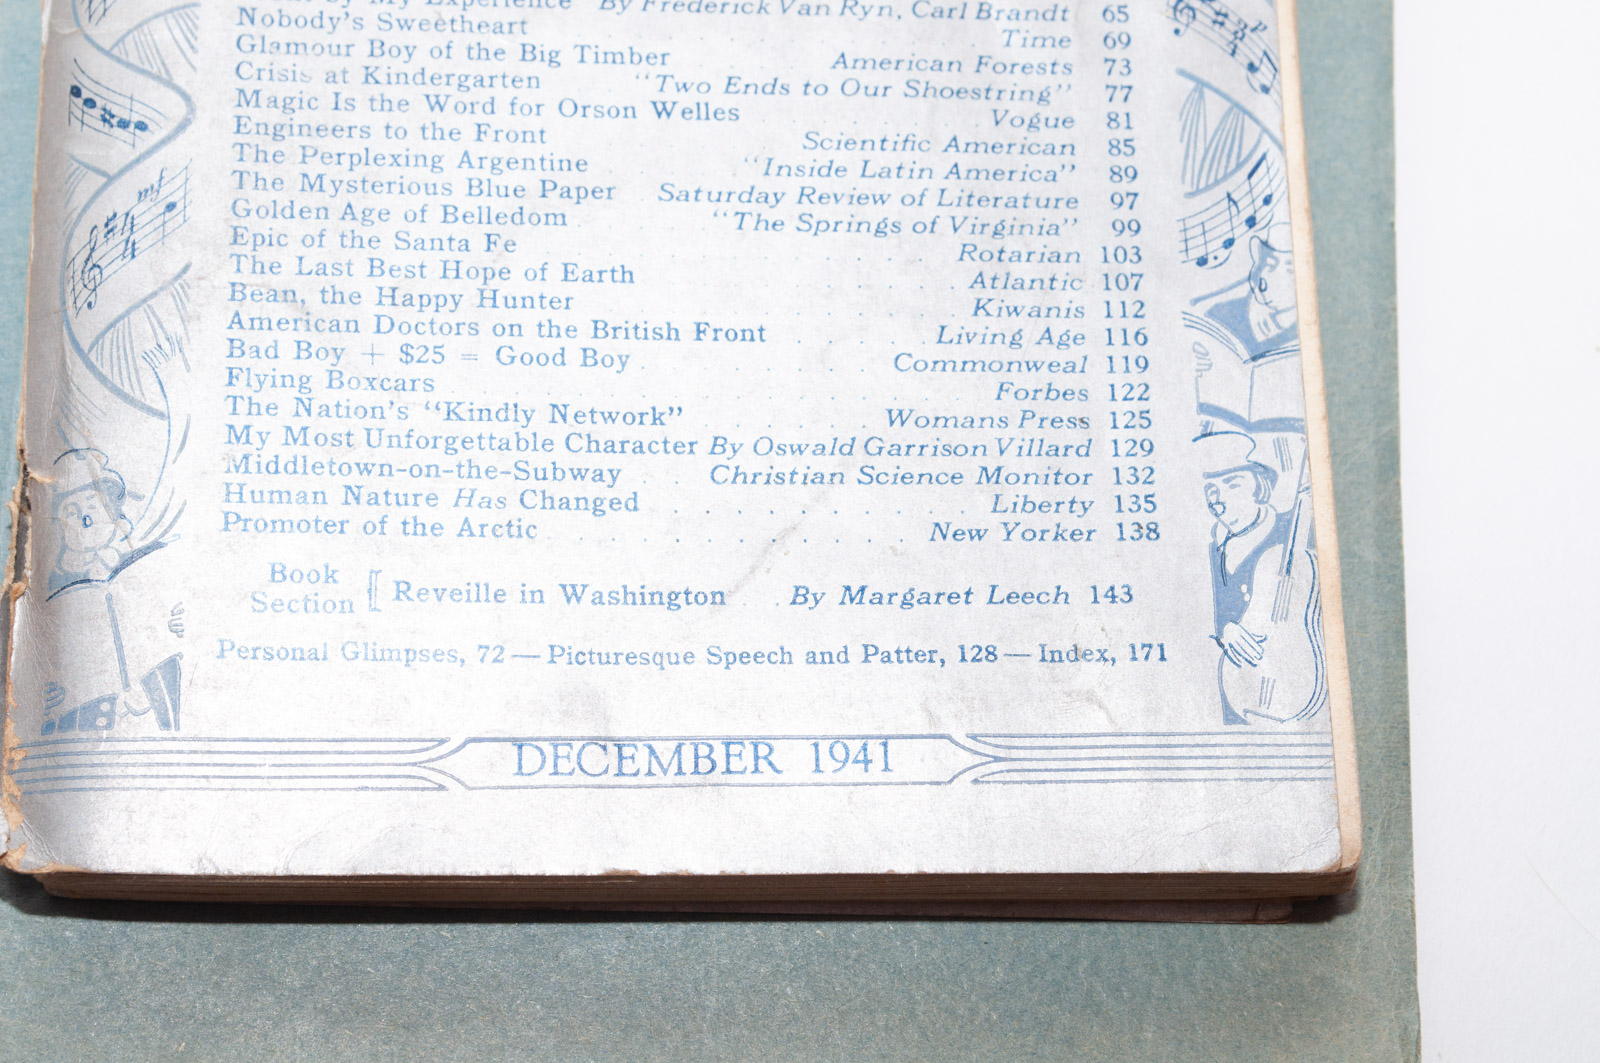 by My Experience By Frederick Van Ryn, Carl Brandt 65
Nobody's Sweetheart . . . . Time 69
Glamour Boy of the Big Timber American Forests 73
Crisis at Kindergarten "Two Ends to Our Shoestring" 77
Magic Is the Word for Orson Welles . . . . Vogue 81
Engineers to the Front Scientific American 85
The Perplexing Argentine "Inside Latin America" 89
The Mysterious Blue Paper Saturday Review of Literature 97
Golden Age of Belledom "The Springs of Virginia" 99
Epic of the Santa Fe . . . . Rotarian 103
The Last Best Hope of Earth . . . . Atlantic 107
Bean, the Happy Hunter . . . . Kiwanis 112
American Doctors on the British Front . . . . Living Age 116
Bad Boy + $25 = Good Boy . . . . Commonweal 119
Flying Boxcars . . . . Forbes 122
The Nation's "Kindly Network" . . . . Womans Press 125
My Most Unforgettable Character By Oswald Garrison Villard 129
Middletown-on-the-Subway . . Christian Science Monitor 132
Human Nature Has Changed . . . . Liberty 135
Promoter of the Arctic . . . . New Yorker 138
Book Section { Reveille in Washington . . By Margaret Leech 143
Personal Glimpses, 72—Picturesque Speech and Patter, 128—Index, 171
DECEMBER 1941